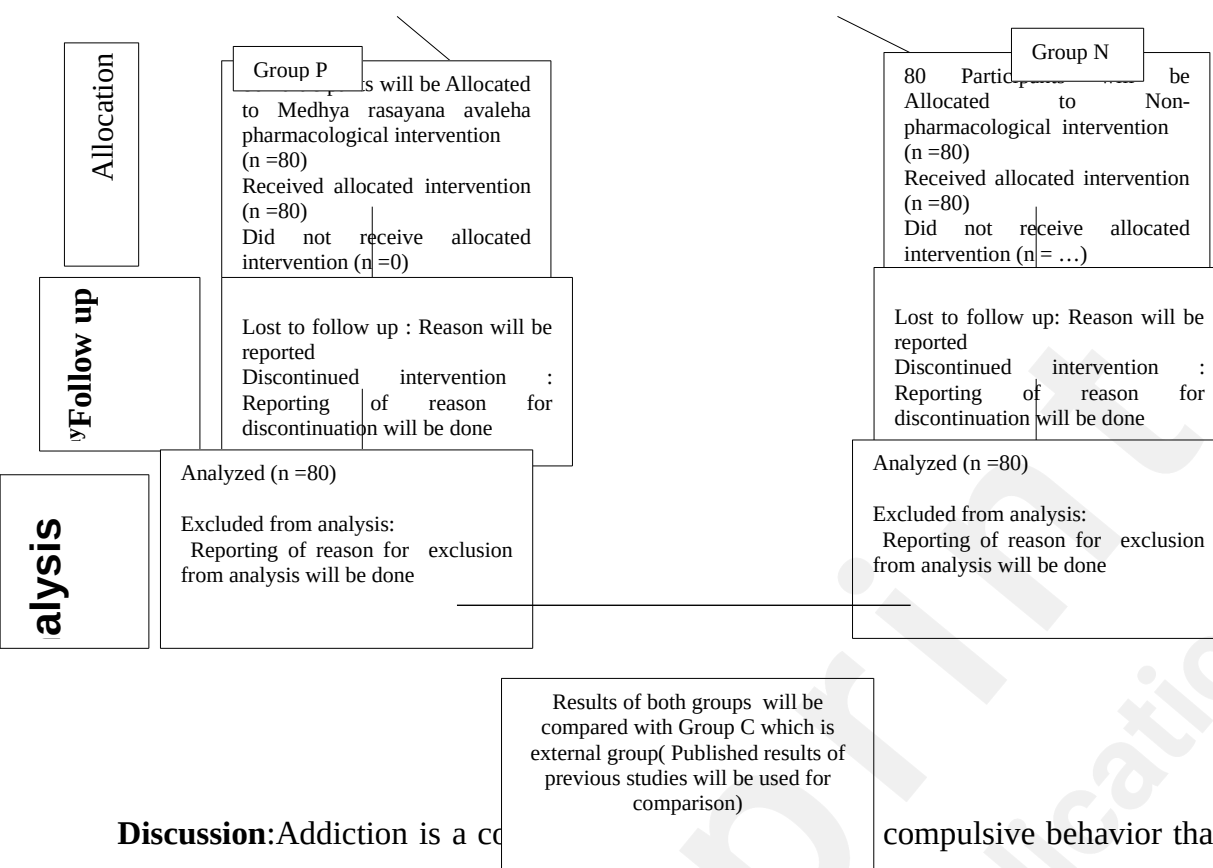 Allocation
Group P
ts will be Allocated
to Medhya rasayana avaleha
pharmacological intervention
(n =80)
Received allocated intervention
(n =80)
Did not receive allocated
intervention (n =0)
Group N
80 Participants will be
Allocated to Non-
pharmacological intervention
(n =80)
Received allocated intervention
(n =80)
Did not receive allocated
intervention (n = …)
Follow up
Lost to follow up : Reason will be
reported
Discontinued intervention :
Reporting of reason for
discontinuation will be done
Lost to follow up: Reason will be
reported
Discontinued intervention :
Reporting of reason for
discontinuation will be done
alysis
Analyzed (n =80)
Excluded from analysis:
Reporting of reason for exclusion
from analysis will be done
Analyzed (n =80)
Excluded from analysis:
Reporting of reason for exclusion
from analysis will be done
Results of both groups will be
compared with Group C which is
external group( Published results of
previous studies will be used for
comparison)
Discussion:Addiction is a co compulsive behavior tha